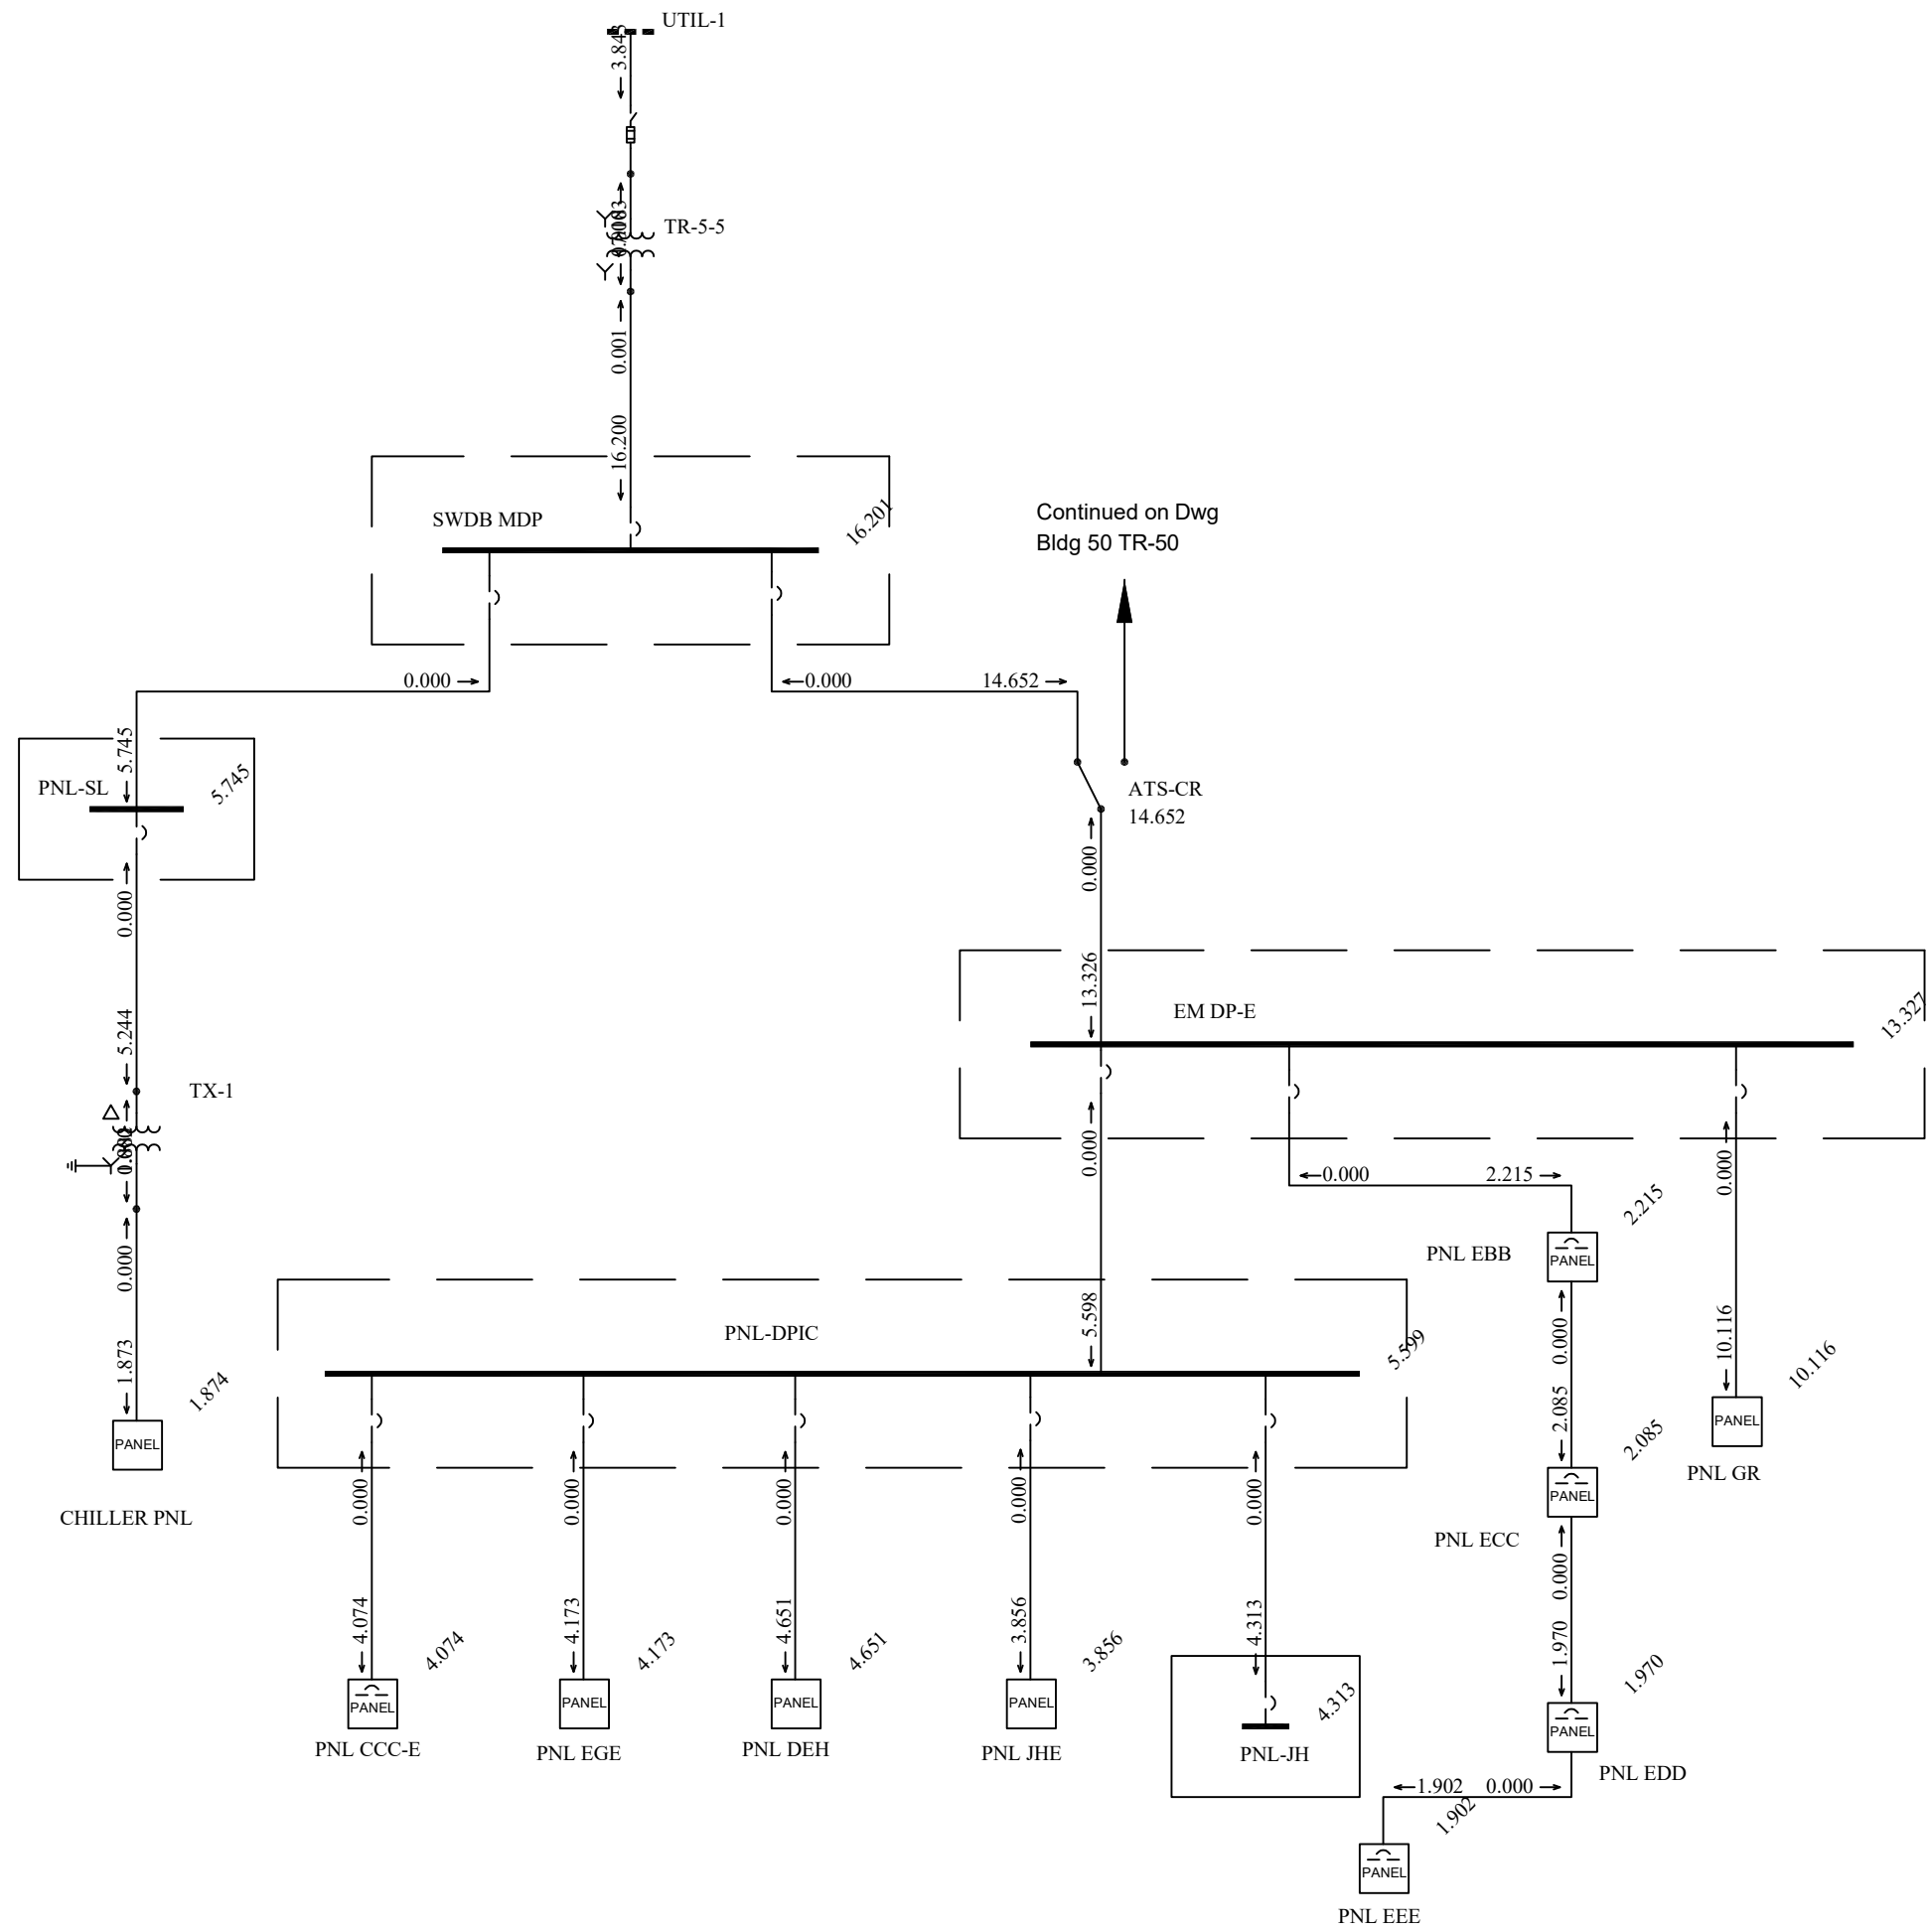 UTIL-1
3.843
TR-5-5
0.001
16.200
SWDB MDP
16.201
Continued on Dwg
Bldg 50 TR-50
0.000
0.000
14.652
5.745
PNL-SL
5.745
ATS-CR
14.652
0.000
0.000
13.326
EM DP-E
13.327
5.244
TX-1
0.000
0.000
0.000
2.215
2.215
0.000
PNL EBB
PANEL
1.873
1.874
PANEL
CHILLER PNL
5.598
PNL-DPIC
5.599
0.000
2.085
2.085
10.116
10.116
PANEL
PNL GR
PANEL
PNL ECC
0.000
0.000
0.000
0.000
0.000
0.000
4.074
4.074
4.173
4.173
4.651
4.651
3.856
3.856
4.313
4.313
1.970
1.970
PANEL
PNL CCC-E
PANEL
PNL EGE
PANEL
PNL DEH
PANEL
PNL JHE
PNL-JH
PANEL
PNL EDD
1.902
0.000
1.902
PANEL
PNL EEE